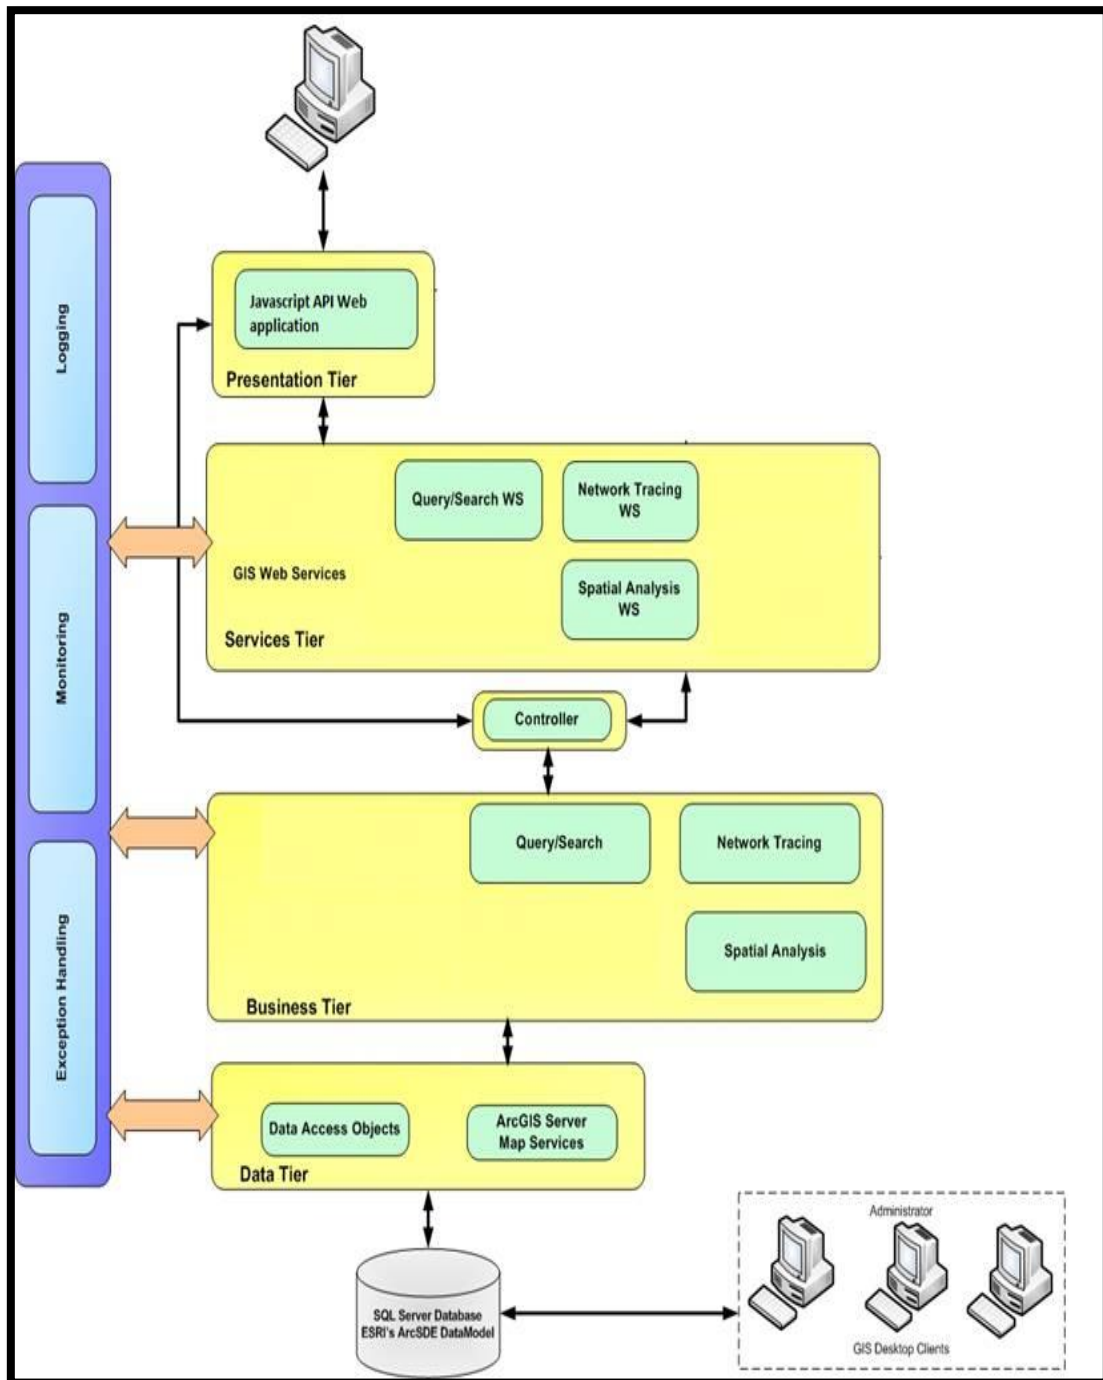 Javascript API Web
application
Presentation Tier
Logging
Monitoring
Exception Handling
Query/Search WS
Network Tracing
WS
GIS Web Services
Spatial Analysis
WS
Services Tier
Controller
Query/Search
Network Tracing
Spatial Analysis
Business Tier
Data Access Objects
ArcGIS Server
Map Services
Data Tier
SQL Server Database
ESRI's ArcSDE DataModel
Administrator
GIS Desktop Clients